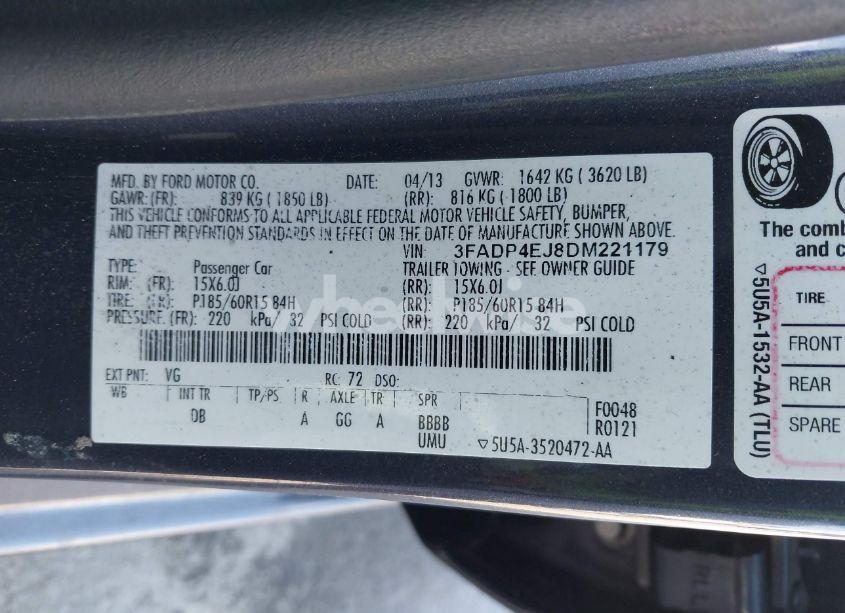 MFD. BY FORD MOTOR CO. DATE: 04/13 GVWR: 1642 KG ( 3620 LB)
GAWR: (FR): 839 KG ( 1850 LB) (RR): 816 KG ( 1800 LB)
THIS VEHICLE CONFORMS TO ALL APPLICABLE FEDERAL MOTOR VEHICLE SAFETY, BUMPER,
AND THEFT PREVENTION STANDARDS IN EFFECT ON THE DATE OF MANUFACTURE SHOWN ABOVE.
VIN: 3FADP4EJ8DM221179
TYPE: Passenger Car TRAILER TOWING - SEE OWNER GUIDE
RIM: (FR): 15X6.0J (RR): 15X6.0J
TIRE: (FR): P185/60R15 84H (RR): P185/60R15 84H
PRESSURE: (FR): 220 kPa/ 32 PSI COLD (RR): 220 kPa/ 32 PSI COLD
EXT PNT: VG RC: 72 DSO:
WB INT TR TP/PS R AXLE TR SPR
DB A GG A BBBB
UMU
F0048
R0121
▽5U5A-3520472-AA
The comb
and c
TIRE
FRONT
REAR
SPARE
▽5U5A-1532-AA (TLU)
wheelwise